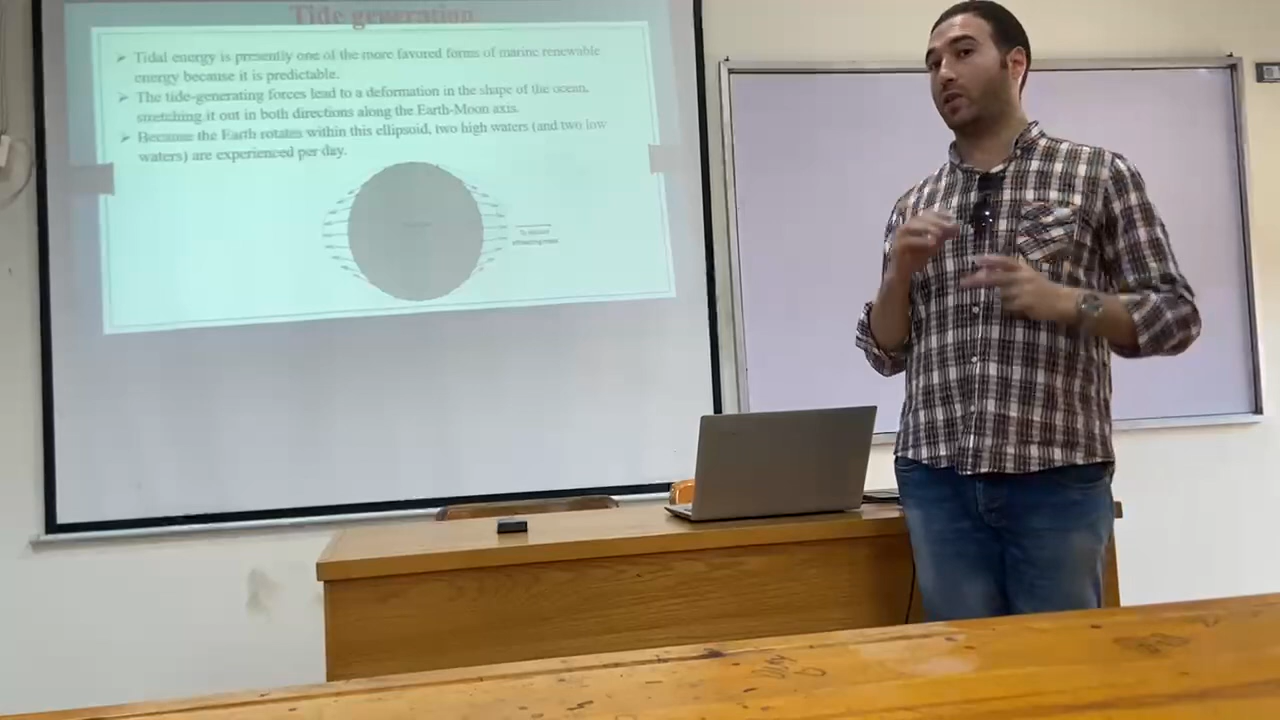 Tide generation
➢ Tidal energy is presently one of the more favored forms of marine renewable
energy because it is predictable.
➢ The tide-generating forces lead to a deformation in the shape of the ocean,
stretching it out in both directions along the Earth-Moon axis.
➢ Because the Earth rotates within this ellipsoid, two high waters (and two low
waters) are experienced per day.